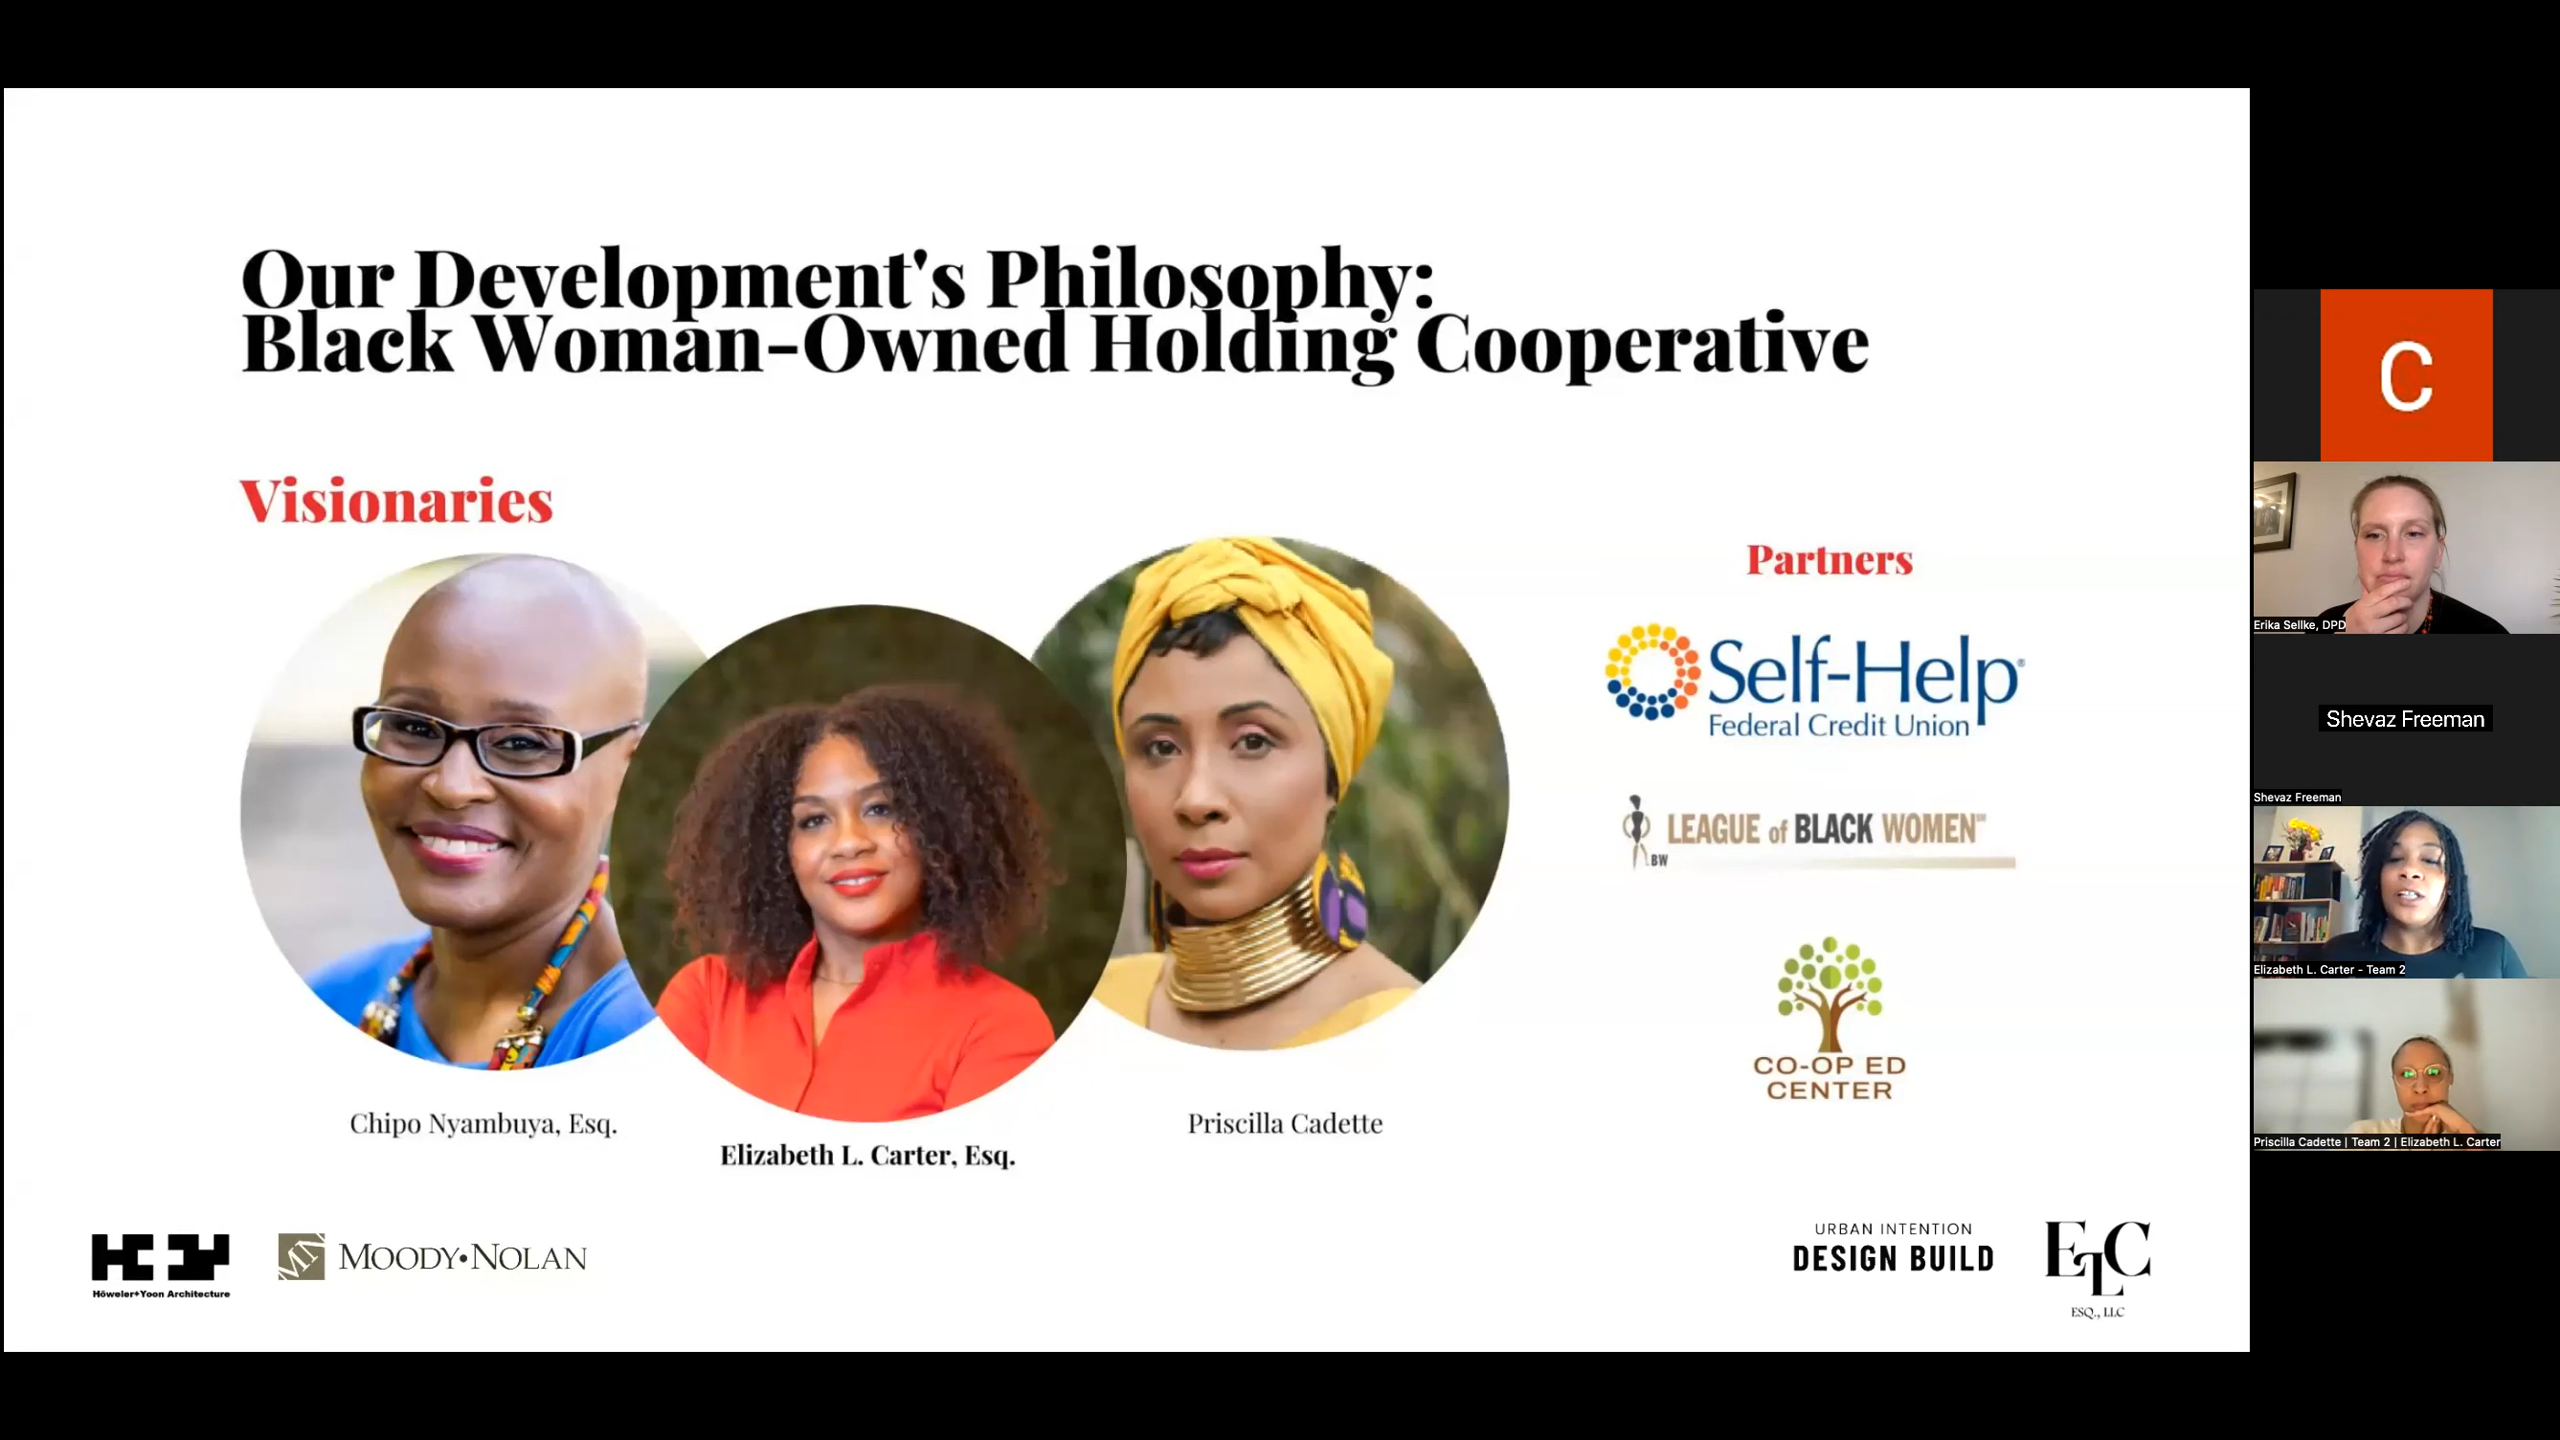 Our Development's Philosophy:
Black Woman-Owned Holding Cooperative
Visionaries
Partners
Self-Help®
Federal Credit Union
LEAGUE of BLACK WOMEN
BW
CO-OP ED
CENTER
Chipo Nyambuya, Esq.
Elizabeth L. Carter, Esq.
Priscilla Cadette
Höweler+Yoon Architecture
MN
MOODY•NOLAN
URBAN INTENTION
DESIGN BUILD
ELC
ESQ., LLC
C
Erika Sellke, DPD
Shevaz Freeman
Shevaz Freeman
Elizabeth L. Carter - Team 2
Priscilla Cadette | Team 2 | Elizabeth L. Carter